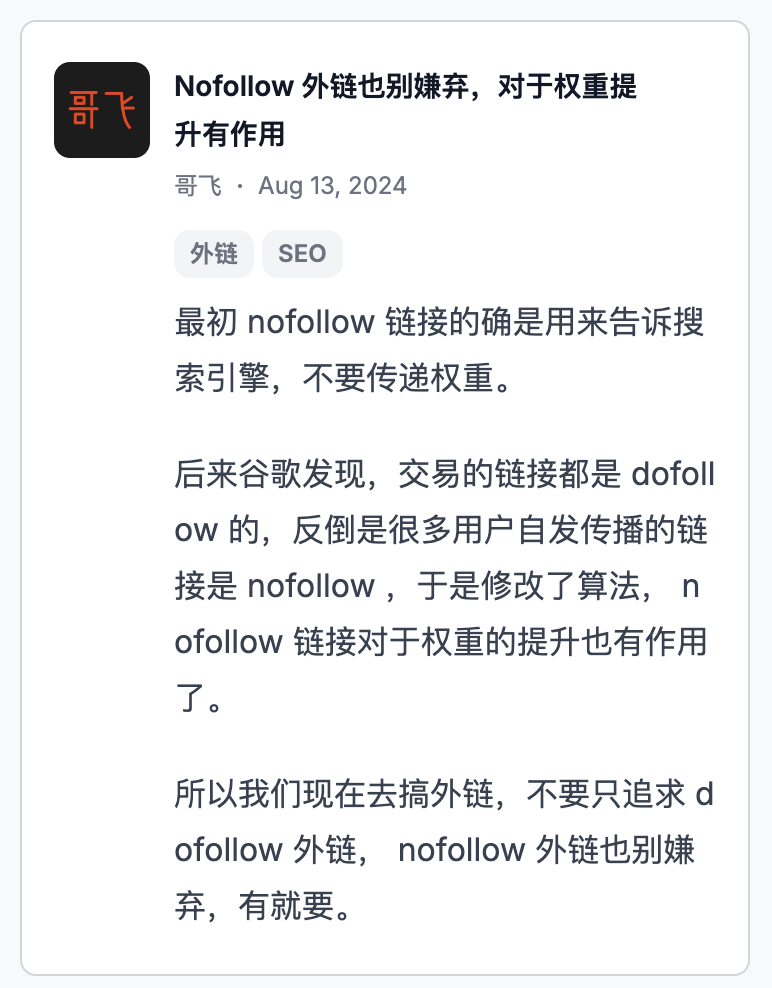 哥飞
Nofollow 外链也别嫌弃，对于权重提
升有作用
哥飞 · Aug 13, 2024
外链 SEO
最初 nofollow 链接的确是用来告诉搜
索引擎，不要传递权重。
后来谷歌发现，交易的链接都是 dofoll
ow 的，反倒是很多用户自发传播的链
接是 nofollow ，于是修改了算法， n
ofollow 链接对于权重的提升也有作用
了。
所以我们现在去搞外链，不要只追求 d
ofollow 外链， nofollow 外链也别嫌
弃，有就要。